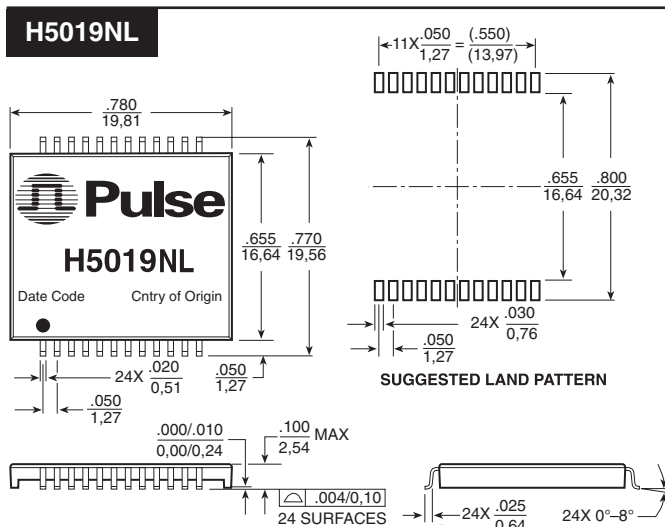 H5019NL
11X .050 = (.550)
1,27 (13,97)
.780
19,81
.655 .800
16,64 20,32
Pulse
H5019NL
.655 .770
16,64 19,56
Date Code Cntry of Origin
24X .020
0,51
.050
1,27
.050
1,27
24X .030
0,76
.050
1,27
SUGGESTED LAND PATTERN
.000/.010
0,00/0,24
.100 MAX
2,54
.004/0,10
24 SURFACES
24X .025
0,64
24X 0°–8°